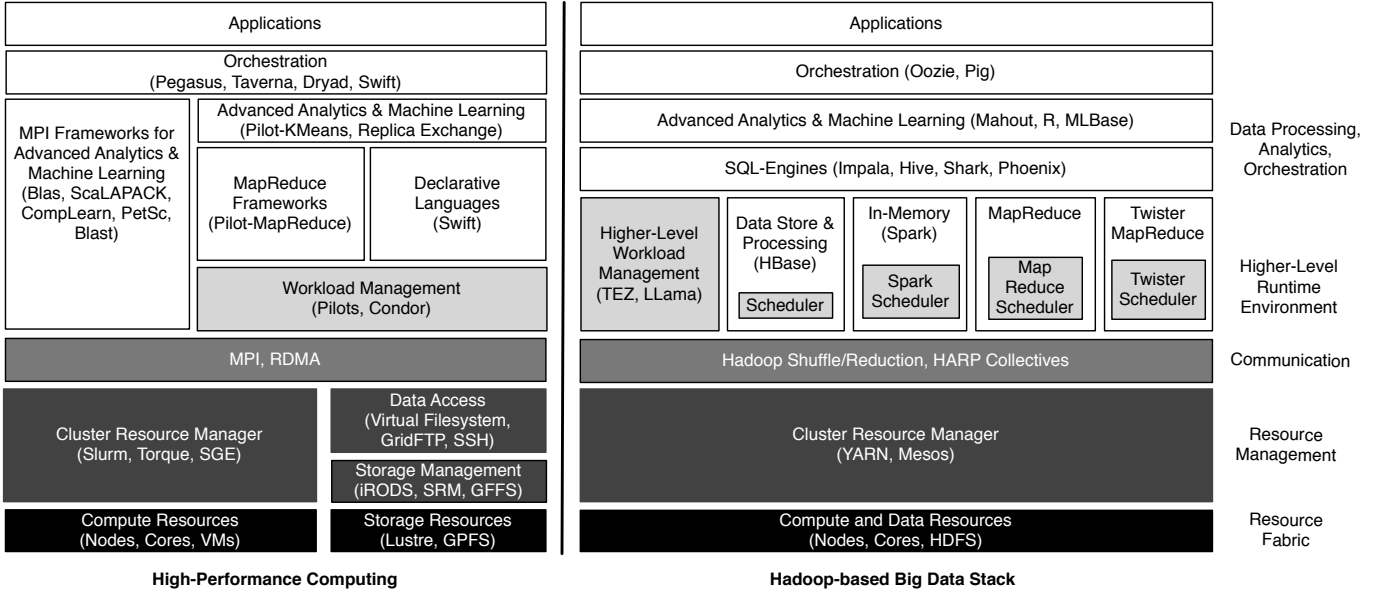 Applications
Orchestration
(Pegasus, Taverna, Dryad, Swift)
MPI Frameworks for
Advanced Analytics &
Machine Learning
(Blas, ScaLAPACK,
CompLearn, PetSc,
Blast)
Advanced Analytics & Machine Learning
(Pilot-KMeans, Replica Exchange)
MapReduce
Frameworks
(Pilot-MapReduce)
Declarative
Languages
(Swift)
Workload Management
(Pilots, Condor)
MPI, RDMA
Cluster Resource Manager
(Slurm, Torque, SGE)
Data Access
(Virtual Filesystem,
GridFTP, SSH)
Storage Management
(iRODS, SRM, GFFS)
Compute Resources
(Nodes, Cores, VMs)
Storage Resources
(Lustre, GPFS)
High-Performance Computing
Applications
Orchestration (Oozie, Pig)
Advanced Analytics & Machine Learning (Mahout, R, MLBase)
SQL-Engines (Impala, Hive, Shark, Phoenix)
Higher-Level
Workload
Management
(TEZ, LLama)
Data Store &
Processing
(HBase)
Scheduler
In-Memory
(Spark)
Spark
Scheduler
MapReduce
Map
Reduce
Scheduler
Twister
MapReduce
Twister
Scheduler
Hadoop Shuffle/Reduction, HARP Collectives
Cluster Resource Manager
(YARN, Mesos)
Compute and Data Resources
(Nodes, Cores, HDFS)
Hadoop-based Big Data Stack
Data Processing,
Analytics,
Orchestration
Higher-Level
Runtime
Environment
Communication
Resource
Management
Resource
Fabric